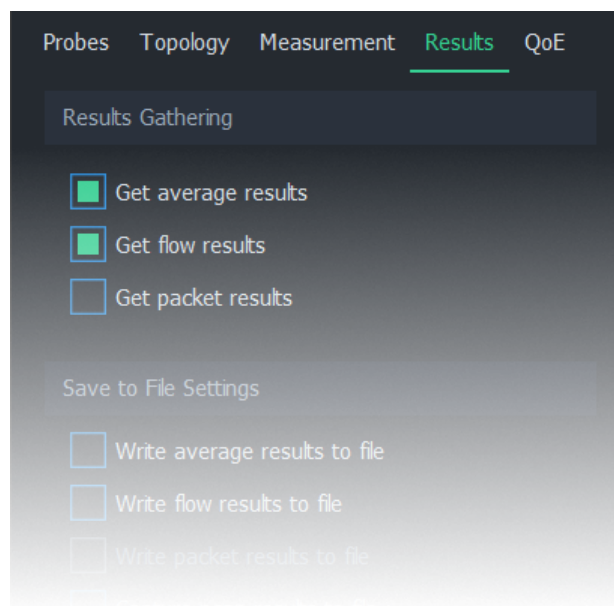 Probes Topology Measurement Results QoE
Results Gathering
Get average results
Get flow results
Get packet results
Save to File Settings
Write average results to file
Write flow results to file
Write packet results to file